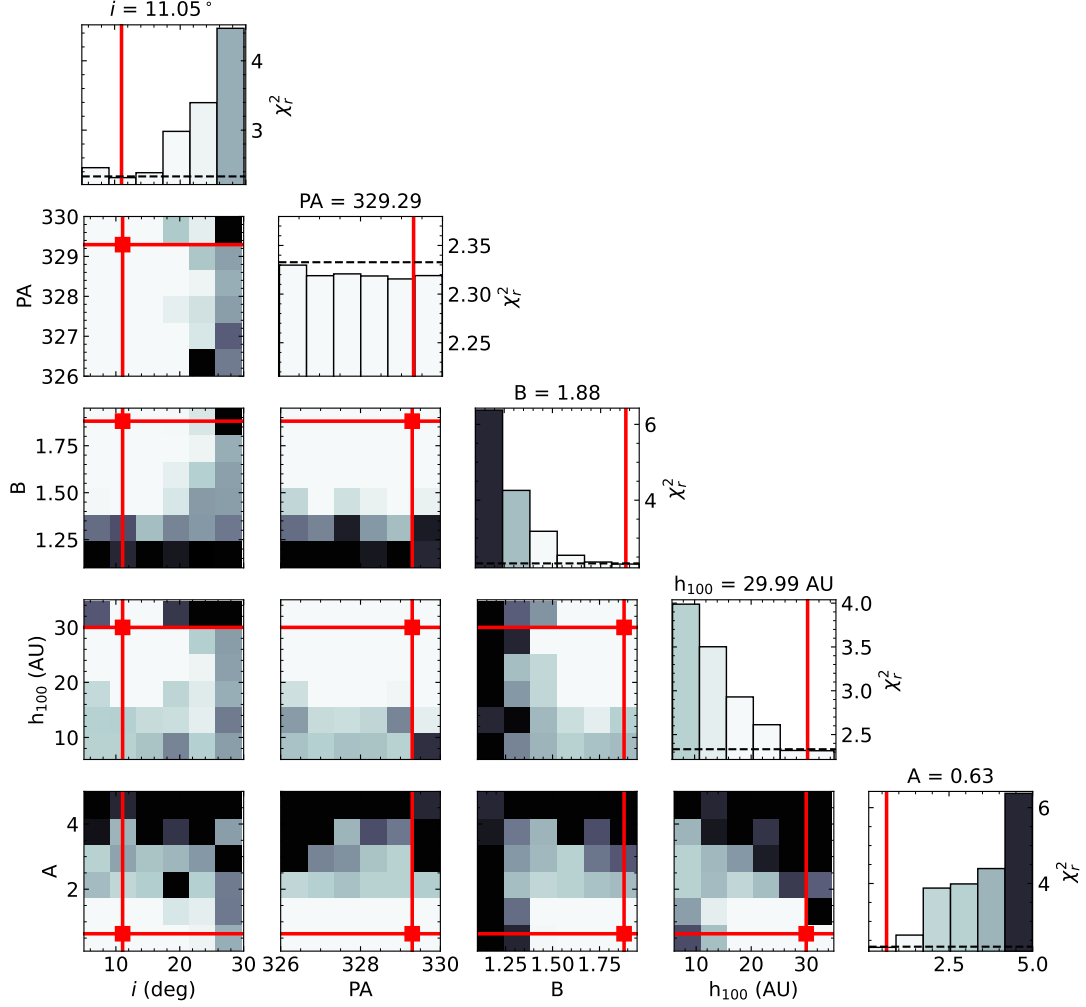 i = 11.05°
4
3
χ²ᵣ
PA = 329.29
330
329
328
327
326
PA
2.35
2.30
2.25
χ²ᵣ
B = 1.88
1.75
1.50
1.25
B
6
4
χ²ᵣ
h₁₀₀ = 29.99 AU
30
20
10
h₁₀₀ (AU)
4.0
3.5
3.0
2.5
χ²ᵣ
A = 0.63
4
2
A
6
4
χ²ᵣ
10 20 30 326 328 330 1.25 1.50 1.75 10 20 30 2.5 5.0
i (deg) PA B h₁₀₀ (AU)